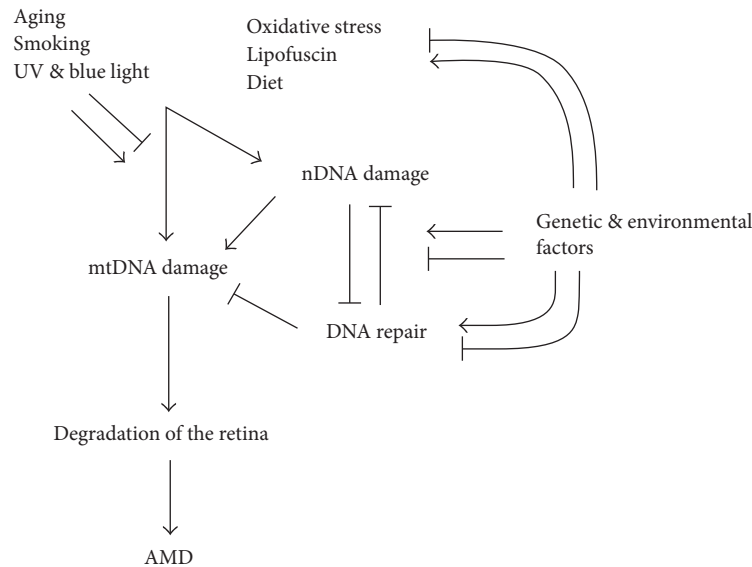 Aging
Smoking
UV & blue light
Oxidative stress
Lipofuscin
Diet
nDNA damage
Genetic & environmental
factors
mtDNA damage
DNA repair
Degradation of the retina
AMD